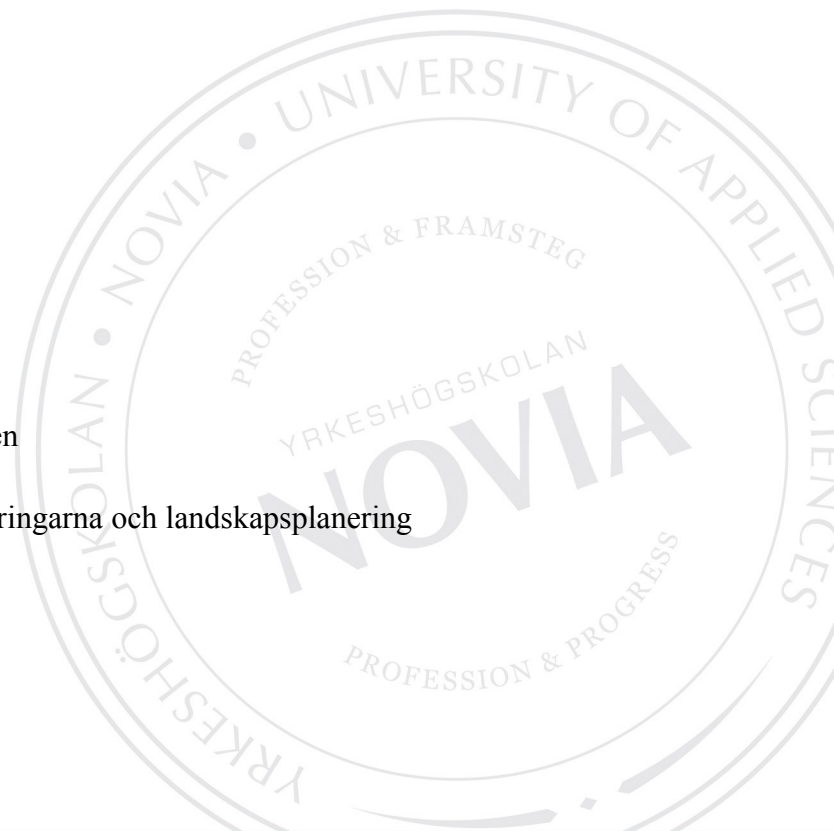 UNIVERSITY OF APPLIED SCIENCES
YRKESHÖGSKOLAN • NOVIA •
PROFESSION & FRAMSTEG
YRKESHÖGSKOLAN
NOVIA
en
ringarna och landskapsplanering
PROFESSION & PROGRESS